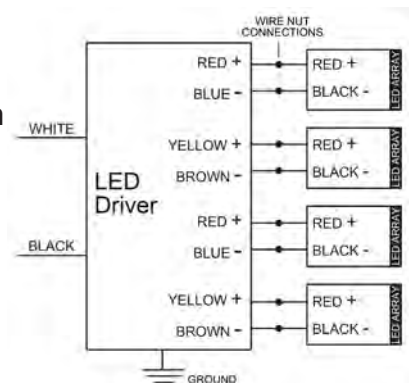 WIRE NUT
CONNECTIONS
RED + RED +
BLUE - BLACK -
LED ARRAY
WHITE
YELLOW + RED +
BROWN - BLACK -
LED ARRAY
LED
Driver
RED + RED +
BLUE - BLACK -
LED ARRAY
BLACK
YELLOW + RED +
BROWN - BLACK -
LED ARRAY
GROUND